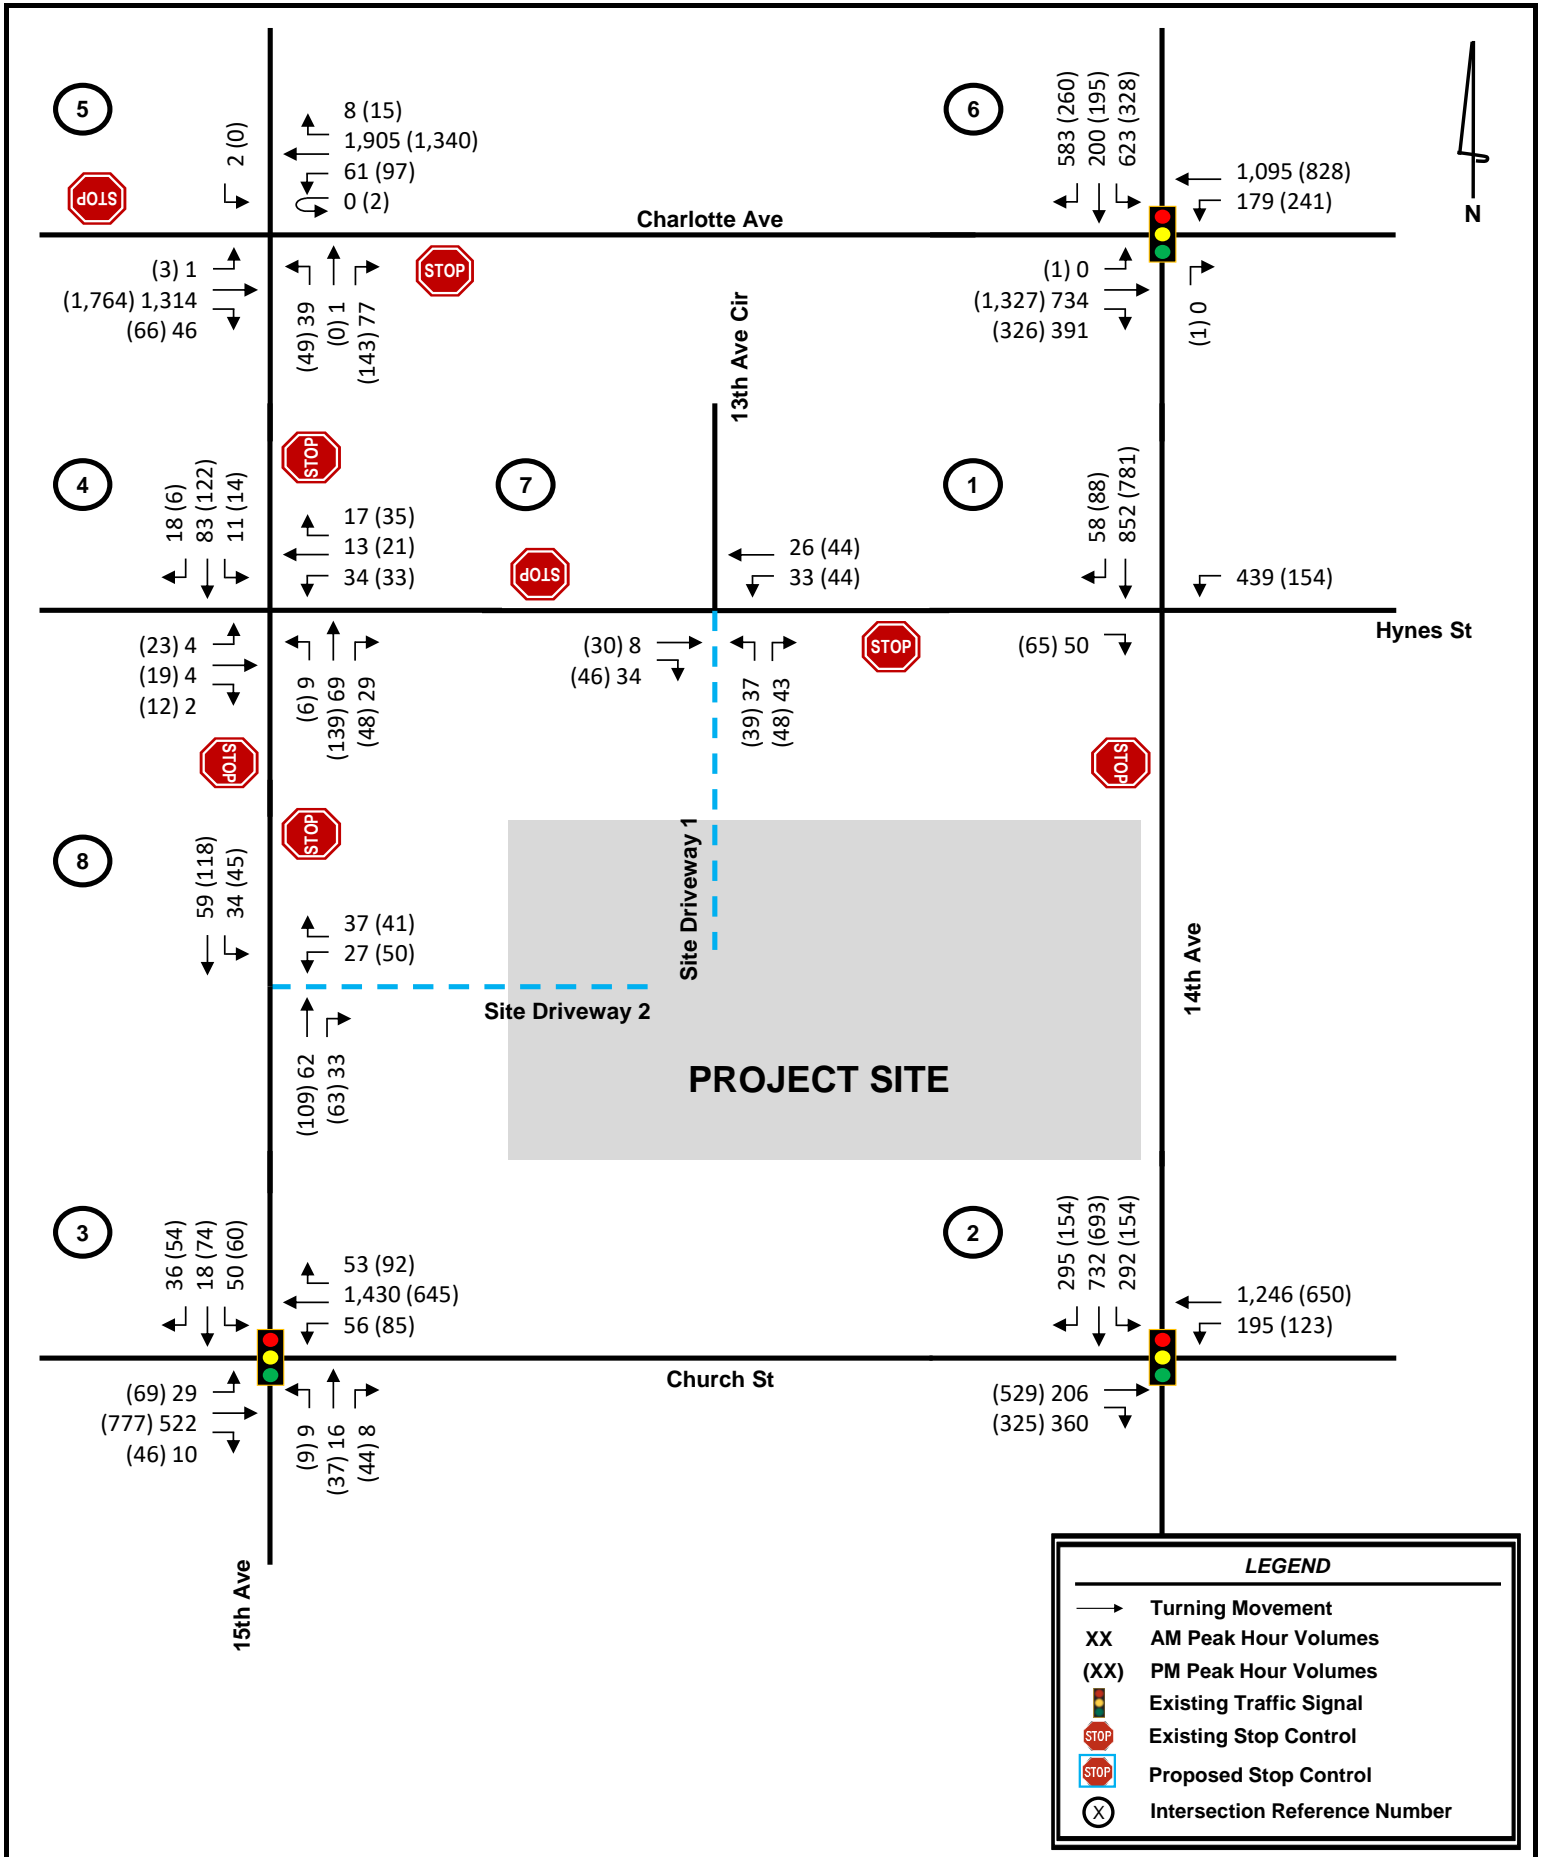 5
8 (15)
1,905 (1,340)
61 (97)
0 (2)
2 (0)
STOP
6
583 (260)
200 (195)
623 (328)
1,095 (828)
179 (241)
N
Charlotte Ave
(3) 1
(1,764) 1,314
(66) 46
(49) 39
(0) 1
(143) 77
STOP
(1) 0
(1,327) 734
(326) 391
(1) 0
13th Ave Cir
4
18 (6)
83 (122)
11 (14)
STOP
17 (35)
13 (21)
34 (33)
7
STOP
26 (44)
33 (44)
1
58 (88)
852 (781)
439 (154)
Hynes St
(23) 4
(19) 4
(12) 2
(6) 9
(139) 69
(48) 29
(30) 8
(46) 34
(39) 37
(48) 43
STOP
(65) 50
STOP
STOP
STOP
8
59 (118)
34 (45)
37 (41)
27 (50)
Site Driveway 1
Site Driveway 2
14th Ave
(109) 62
(63) 33
PROJECT SITE
3
36 (54)
18 (74)
50 (60)
53 (92)
1,430 (645)
56 (85)
2
295 (154)
732 (693)
292 (154)
1,246 (650)
195 (123)
Church St
(69) 29
(777) 522
(46) 10
(9) 9
(37) 16
(44) 8
(529) 206
(325) 360
15th Ave
LEGEND
Turning Movement
XX AM Peak Hour Volumes
(XX) PM Peak Hour Volumes
Existing Traffic Signal
STOP Existing Stop Control
STOP Proposed Stop Control
X Intersection Reference Number